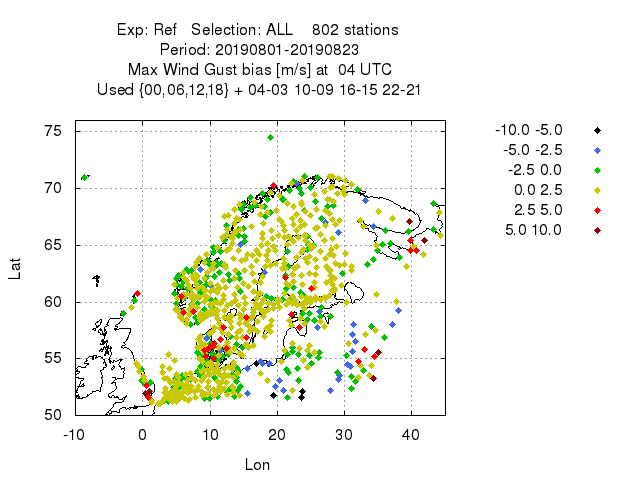 Exp: Ref   Selection: ALL    802 stations
Period: 20190801-20190823
Max Wind Gust bias [m/s] at  04 UTC
Used {00,06,12,18} + 04-03 10-09 16-15 22-21
-10.0 -5.0
-5.0 -2.5
-2.5 0.0
0.0 2.5
2.5 5.0
5.0 10.0
75
70
65
60
55
50
Lat
-10 0 10 20 30 40
Lon